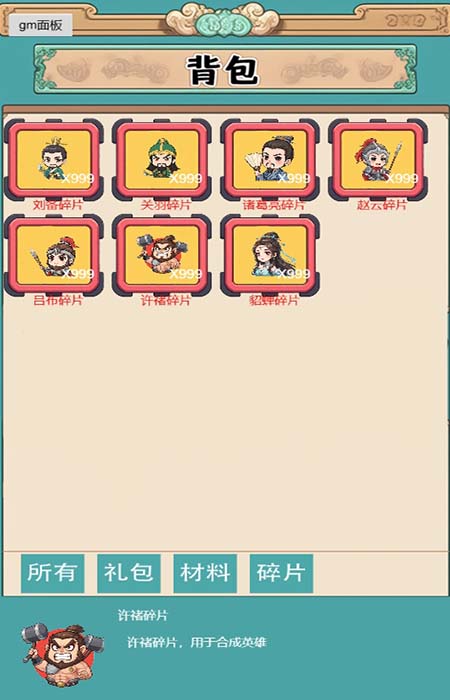 gm面板
背包
X999 X999 X999 X999
刘备碎片 关羽碎片 诸葛亮碎片 赵云碎片
X999 X999 X999
吕布碎片 许褚碎片 貂蝉碎片
所有 礼包 材料 碎片
许褚碎片
许褚碎片，用于合成英雄